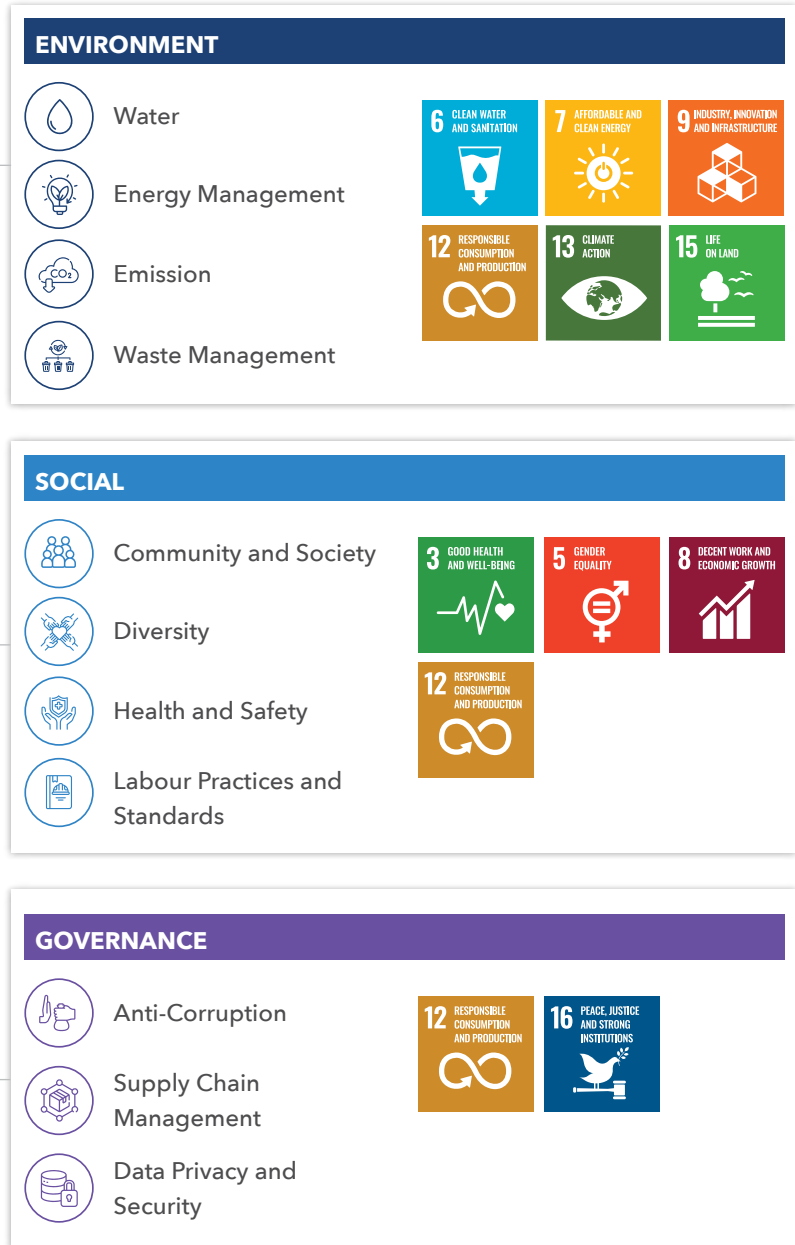 ENVIRONMENT
Water
Energy Management
CO₂
Emission
Waste Management
6 CLEAN WATER
AND SANITATION
7 AFFORDABLE AND
CLEAN ENERGY
9 INDUSTRY, INNOVATION
AND INFRASTRUCTURE
12 RESPONSIBLE
CONSUMPTION
AND PRODUCTION
13 CLIMATE
ACTION
15 LIFE
ON LAND
SOCIAL
Community and Society
Diversity
Health and Safety
Labour Practices and
Standards
3 GOOD HEALTH
AND WELL-BEING
5 GENDER
EQUALITY
8 DECENT WORK AND
ECONOMIC GROWTH
12 RESPONSIBLE
CONSUMPTION
AND PRODUCTION
GOVERNANCE
Anti-Corruption
Supply Chain
Management
Data Privacy and
Security
12 RESPONSIBLE
CONSUMPTION
AND PRODUCTION
16 PEACE, JUSTICE
AND STRONG
INSTITUTIONS